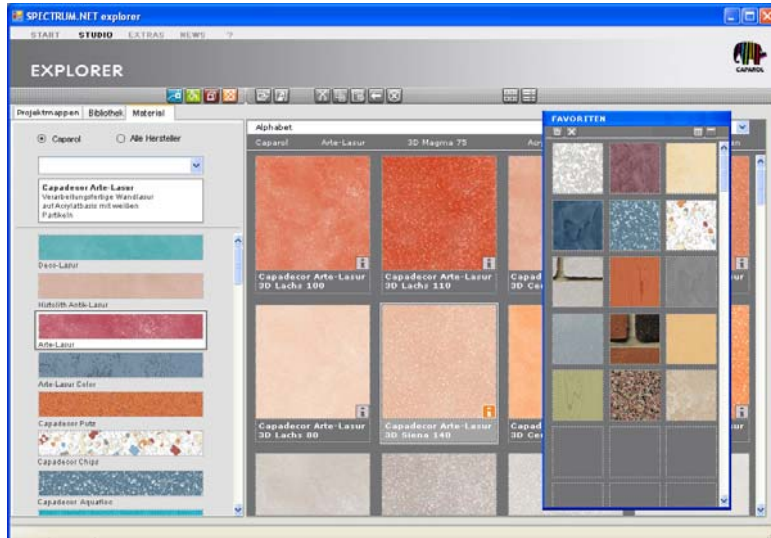 SPECTRUM.NET explorer
START STUDIO EXTRAS NEWS ?
EXPLORER
CAPAROL
Projektmappen Bibliothek Material
Caparol Alle Hersteller
Capadecor Arte-Lasur
Verarbeitungsfertige Wandlasur
auf Acrylatbasis mit weißen
Partikeln
Deco-Lasur
Histolith Antik-Lasur
Arte-Lasur
Arte-Lasur Color
Capadecor Putz
Capadecor Chips
Capadecor Aquafloc
Alphabet
Caparol Arte-Lasur 3D Magma 75
Capadecor Arte-Lasur
3D Lachs 100
Capadecor Arte-Lasur
3D Lachs 110
Capadecor Arte-Lasur
3D Lachs 80
Capadecor Arte-Lasur
3D Siena 140
FAVORITEN